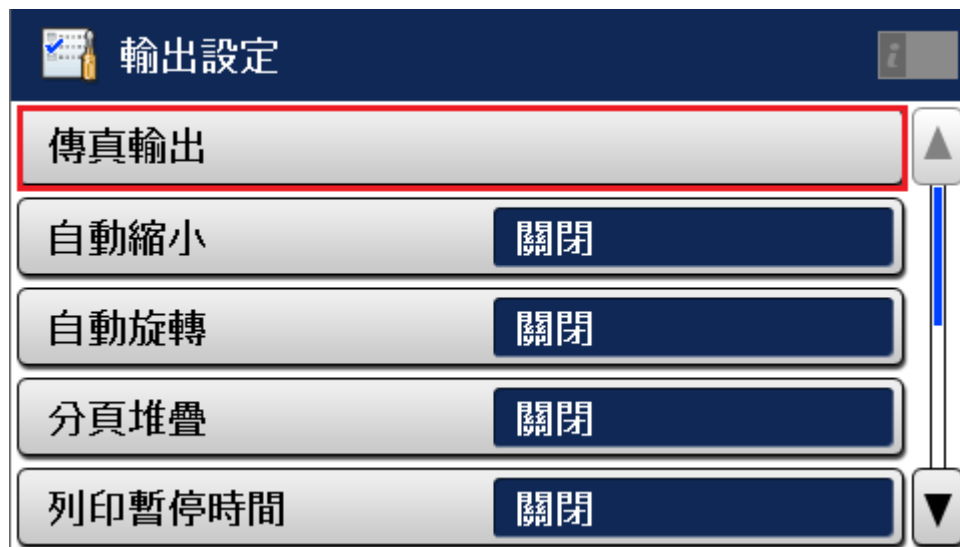 輸出設定
i
傳真輸出
自動縮小 關閉
自動旋轉 關閉
分頁堆疊 關閉
列印暫停時間 關閉